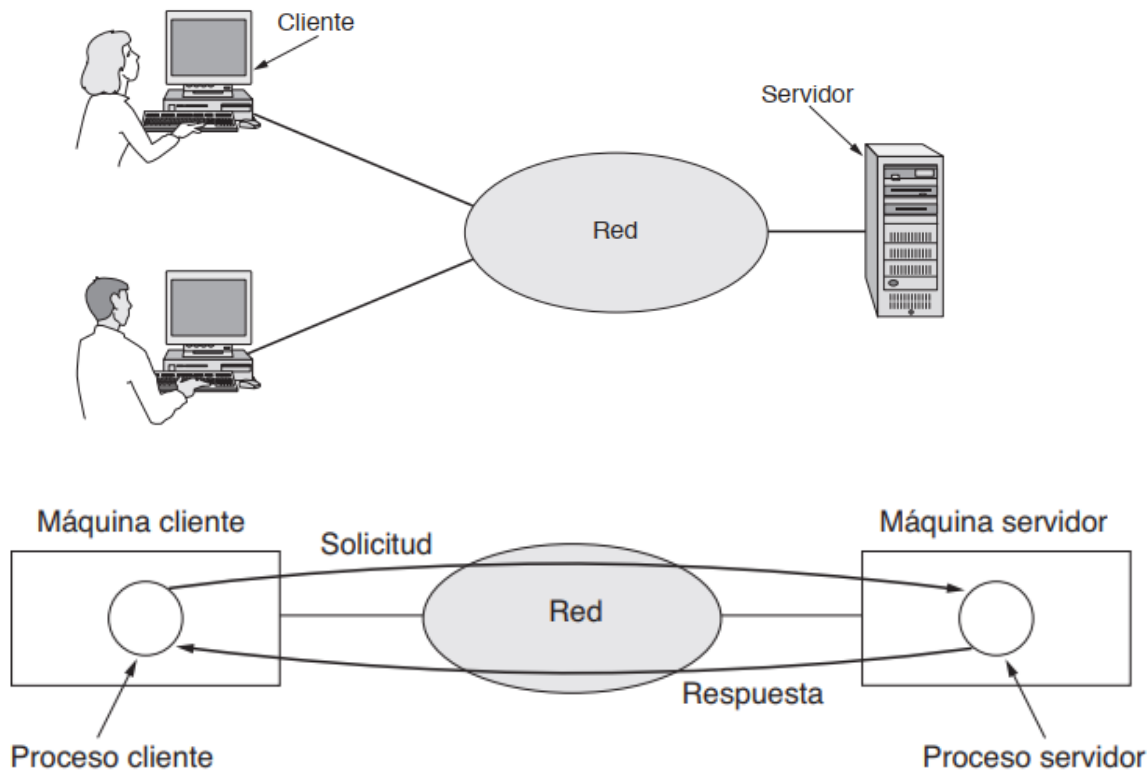 Cliente
Servidor
Red
Máquina cliente
Máquina servidor
Solicitud
Red
Respuesta
Proceso cliente
Proceso servidor